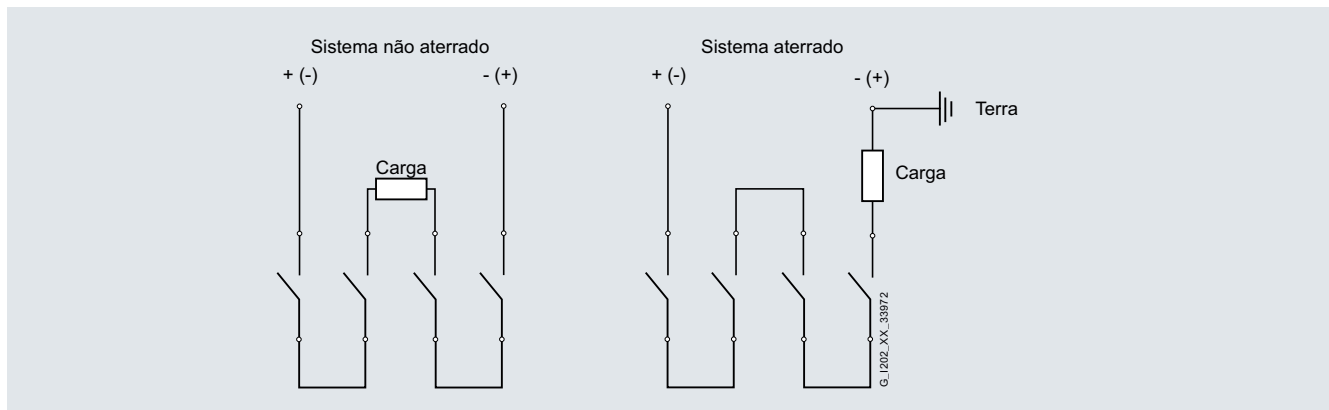 Sistema não aterrado
+ (-)
- (+)
Carga
Sistema aterrado
+ (-)
- (+)
Terra
Carga
G_I202_XX_33972